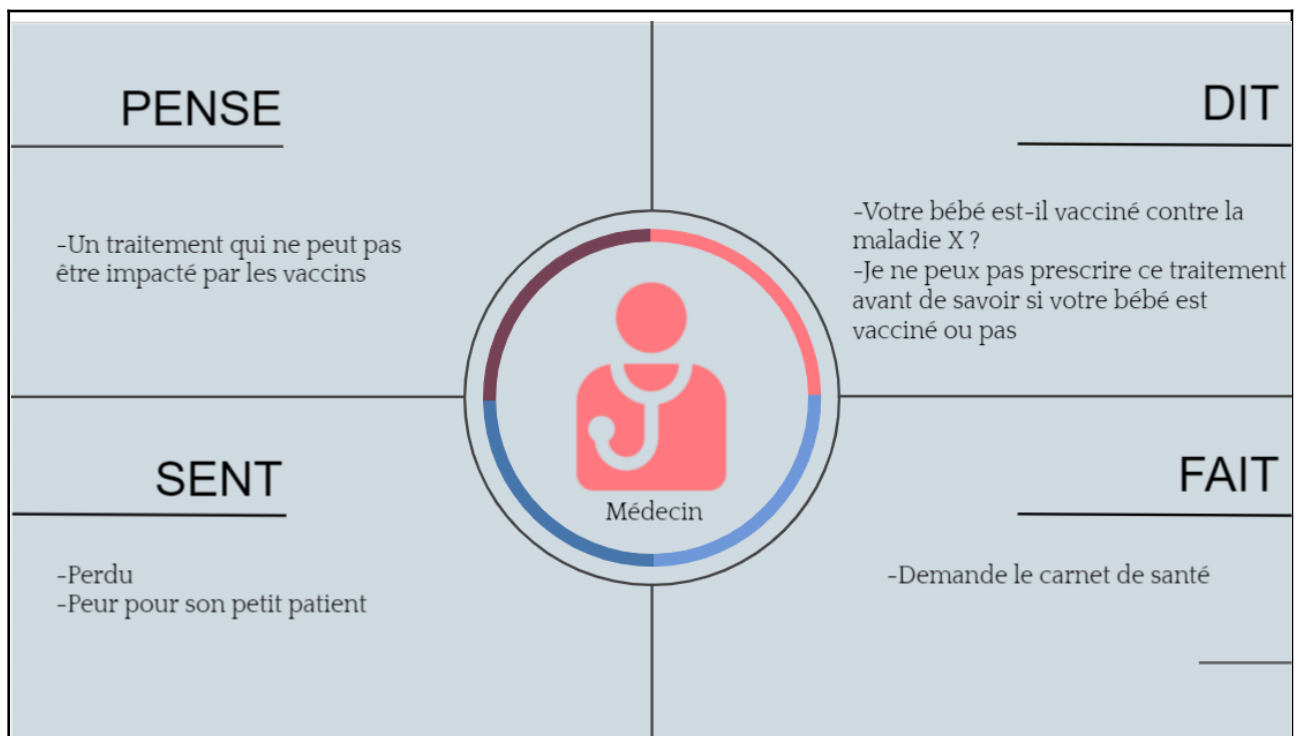 PENSE
-Un traitement qui ne peut pas
être impacté par les vaccins
DIT
-Votre bébé est-il vacciné contre la
maladie X ?
-Je ne peux pas prescrire ce traitement
avant de savoir si votre bébé est
vacciné ou pas
Médecin
SENT
-Perdu
-Peur pour son petit patient
FAIT
-Demande le carnet de santé